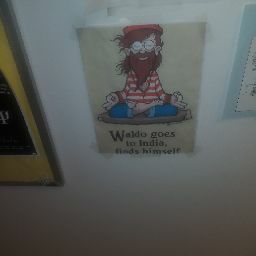 Waldo goes
to India,
finds himself